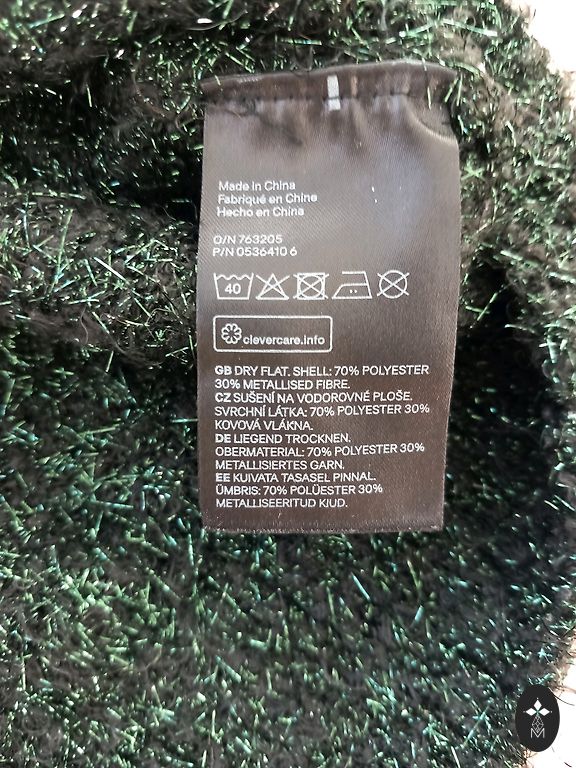 Made in China
Fabriqué en Chine
Hecho en China
O/N 763205
P/N 0536410 6
40
clevercare.info
GB DRY FLAT. SHELL: 70% POLYESTER
30% METALLISED FIBRE.
CZ SUŠENÍ NA VODOROVNÉ PLOŠE.
SVRCHNÍ LÁTKA: 70% POLYESTER 30%
KOVOVÁ VLÁKNA.
DE LIEGEND TROCKNEN.
OBERMATERIAL: 70% POLYESTER 30%
METALLISIERTES GARN.
EE KUIVATA TASASEL PINNAL.
ÜMBRIS: 70% POLÜESTER 30%
METALLISEERITUD KIUD.
M